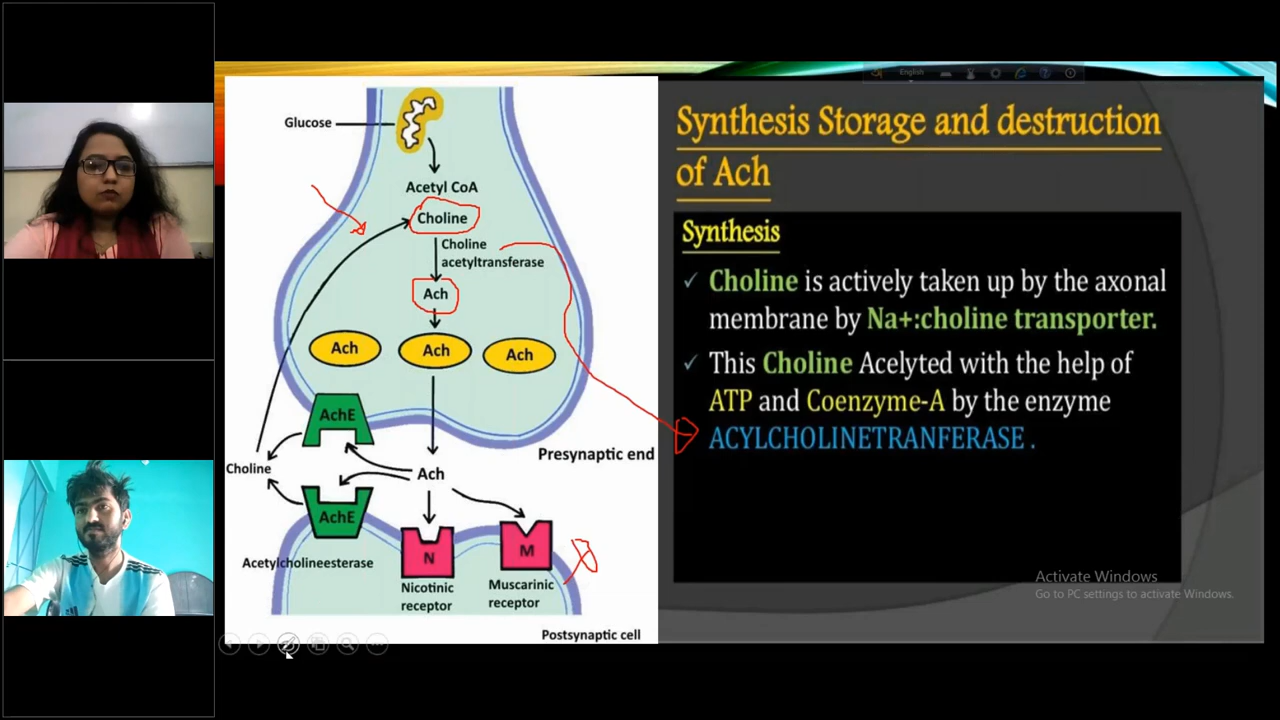 English
Glucose
Acetyl CoA
Choline
Choline
acetyltransferase
Ach
Ach
Ach
Ach
AchE
Presynaptic end
Choline
Ach
AchE
N
M
Acetylcholineesterase
Nicotinic
receptor
Muscarinic
receptor
Postsynaptic cell
Synthesis Storage and destruction
of Ach
Synthesis
✓ Choline is actively taken up by the axonal
membrane by Na+:choline transporter.
✓ This Choline Acelyted with the help of
ATP and Coenzyme-A by the enzyme
ACYLCHOLINETRANFERASE .
Activate Windows
Go to PC settings to activate Windows.